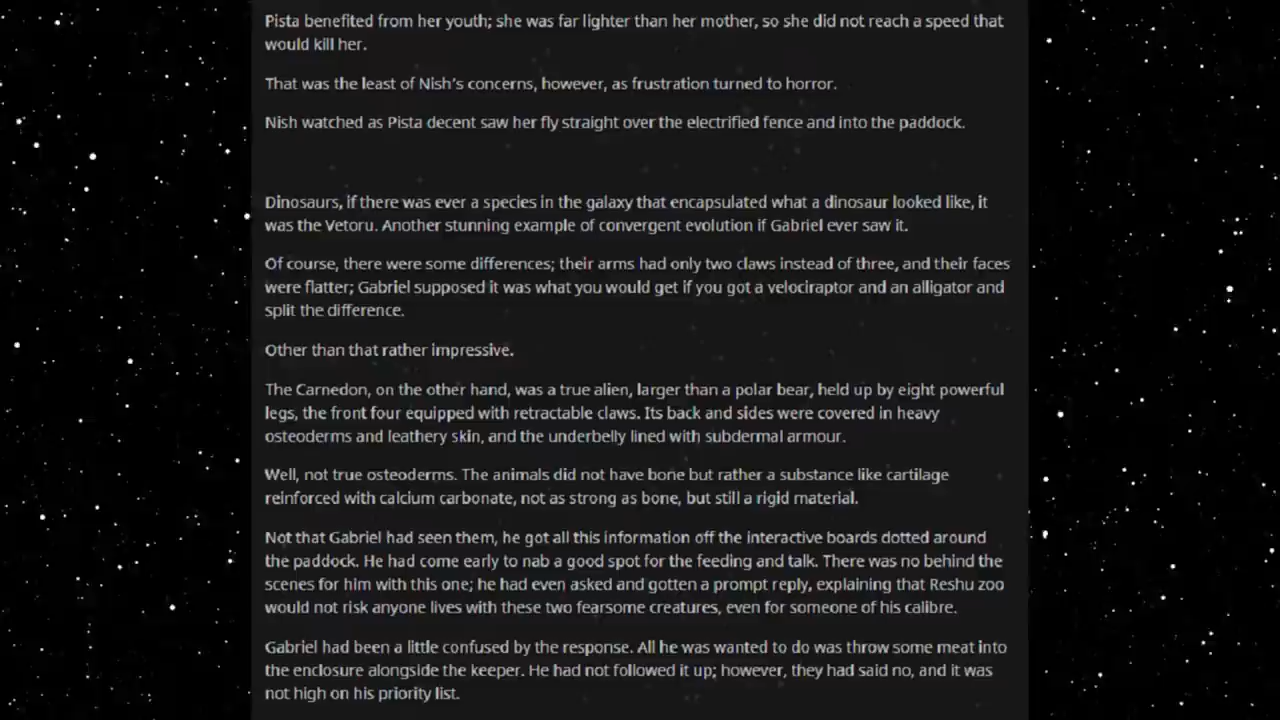 Pista benefited from her youth; she was far lighter than her mother, so she did not reach a speed that
would kill her.
That was the least of Nish's concerns, however, as frustration turned to horror.
Nish watched as Pista decent saw her fly straight over the electrified fence and into the paddock.
Dinosaurs, if there was ever a species in the galaxy that encapsulated what a dinosaur looked like, it
was the Vetoru. Another stunning example of convergent evolution if Gabriel ever saw it.
Of course, there were some differences; their arms had only two claws instead of three, and their faces
were flatter; Gabriel supposed it was what you would get if you got a velociraptor and an alligator and
split the difference.
Other than that rather impressive.
The Carnedon, on the other hand, was a true alien, larger than a polar bear, held up by eight powerful
legs, the front four equipped with retractable claws. Its back and sides were covered in heavy
osteoderms and leathery skin, and the underbelly lined with subdermal armour.
Well, not true osteoderms. The animals did not have bone but rather a substance like cartilage
reinforced with calcium carbonate, not as strong as bone, but still a rigid material.
Not that Gabriel had seen them, he got all this information off the interactive boards dotted around
the paddock. He had come early to nab a good spot for the feeding and talk. There was no behind the
scenes for him with this one; he had even asked and gotten a prompt reply, explaining that Reshu zoo
would not risk anyone lives with these two fearsome creatures, even for someone of his calibre.
Gabriel had been a little confused by the response. All he was wanted to do was throw some meat into
the enclosure alongside the keeper. He had not followed it up; however, they had said no, and it was
not high on his priority list.